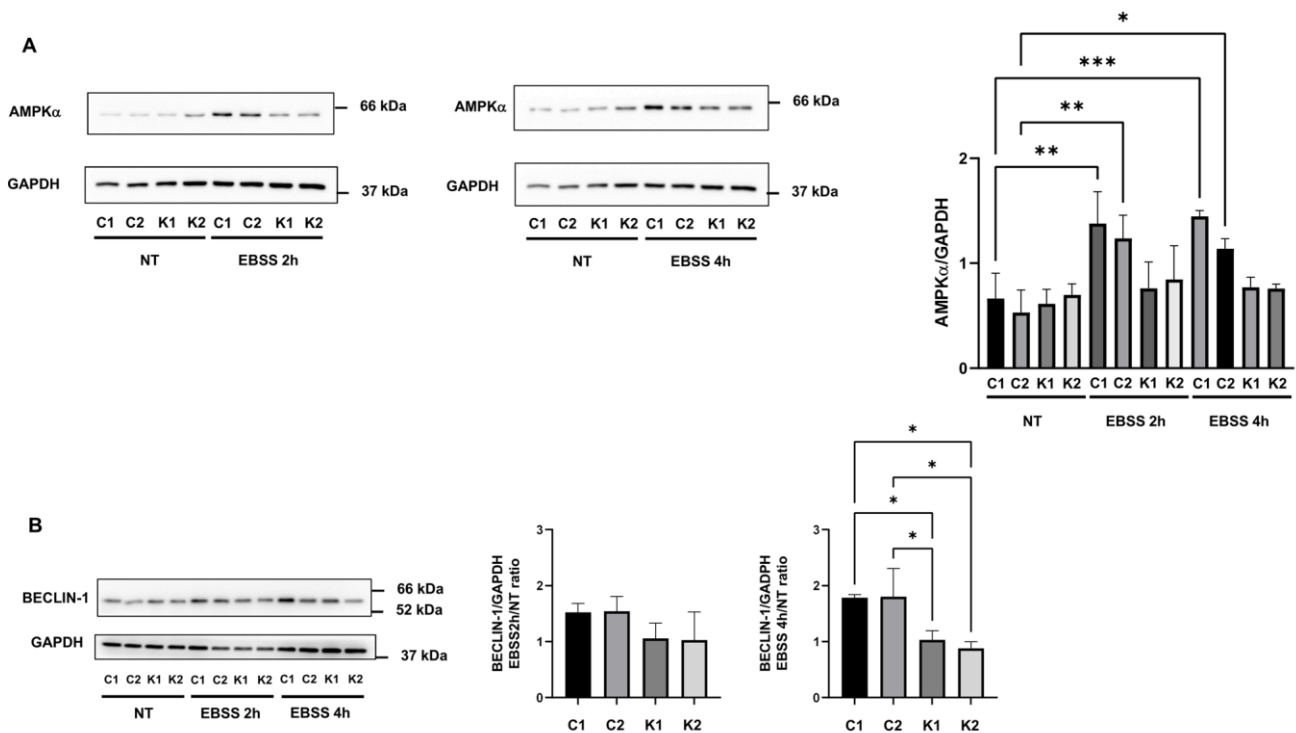 A
AMPKα
66 kDa
GAPDH
37 kDa
C1 C2 K1 K2 C1 C2 K1 K2
NT EBSS 2h
AMPKα
66 kDa
GAPDH
37 kDa
C1 C2 K1 K2 C1 C2 K1 K2
NT EBSS 4h
*
***
**
**
AMPKα/GAPDH
2
1
0
C1 C2 K1 K2 C1 C2 K1 K2 C1 C2 K1 K2
NT EBSS 2h EBSS 4h
B
BECLIN-1
66 kDa
52 kDa
GAPDH
37 kDa
C1 C2 K1 K2 C1 C2 K1 K2 C1 C2 K1 K2
NT EBSS 2h EBSS 4h
BECLIN-1/GAPDH
EBSS2h/NT ratio
3
2
1
0
C1 C2 K1 K2
*
*
*
*
BECLIN-1/GADPH
EBSS 4h/NT ratio
3
2
1
0
C1 C2 K1 K2